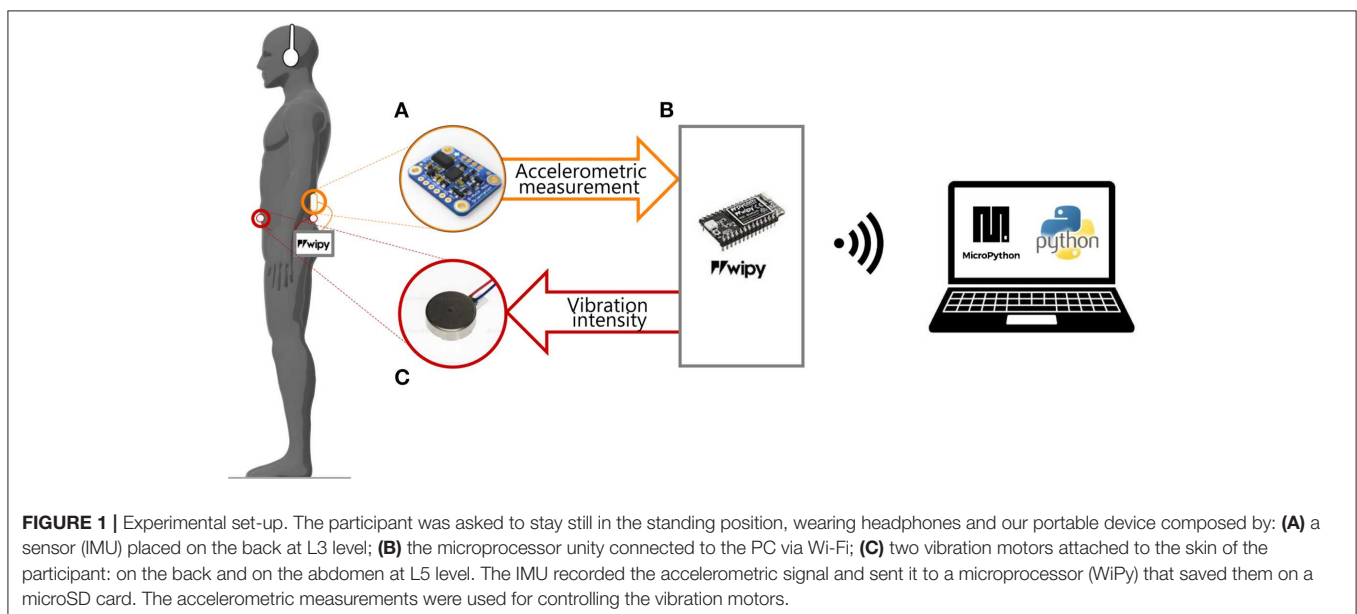 A
B
Accelerometric
measurement
wipy
wipy
MicroPython
python
Vibration
intensity
C
FIGURE 1 | Experimental set-up. The participant was asked to stay still in the standing position, wearing headphones and our portable device composed by: (A) a
sensor (IMU) placed on the back at L3 level; (B) the microprocessor unity connected to the PC via Wi-Fi; (C) two vibration motors attached to the skin of the
participant: on the back and on the abdomen at L5 level. The IMU recorded the accelerometric signal and sent it to a microprocessor (WiPy) that saved them on a
microSD card. The accelerometric measurements were used for controlling the vibration motors.